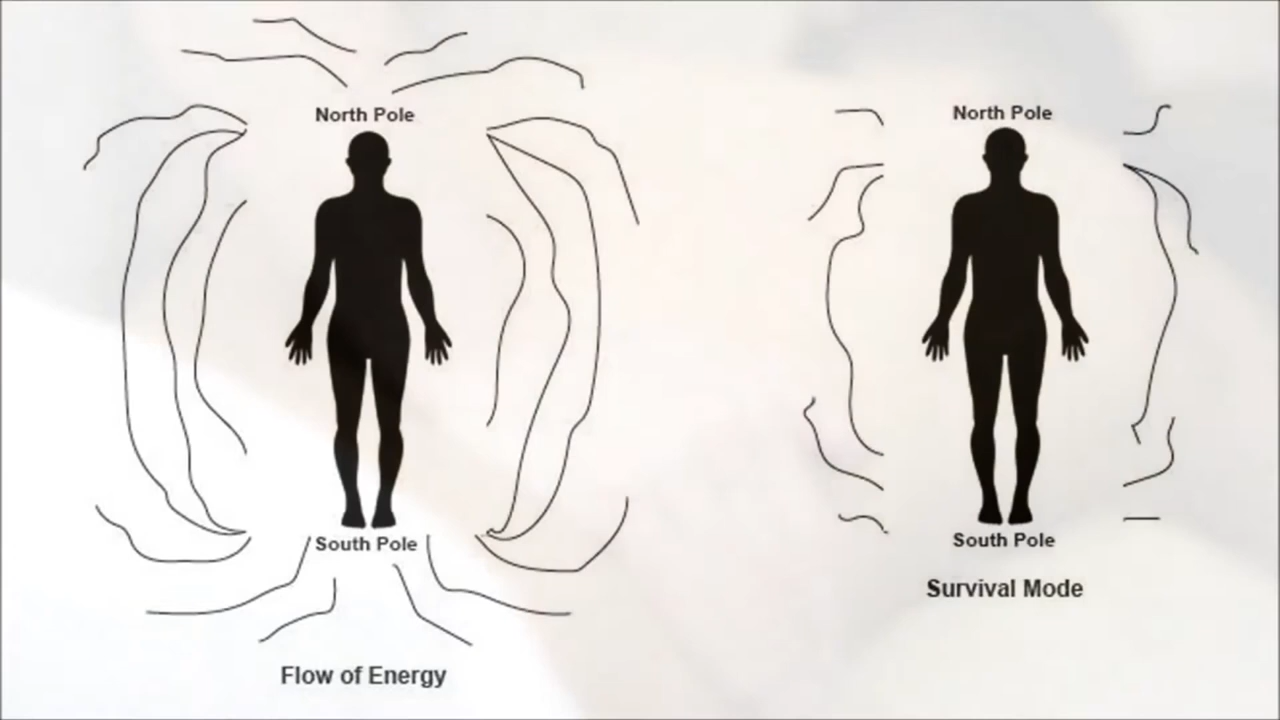 North Pole
South Pole
Flow of Energy
North Pole
South Pole
Survival Mode